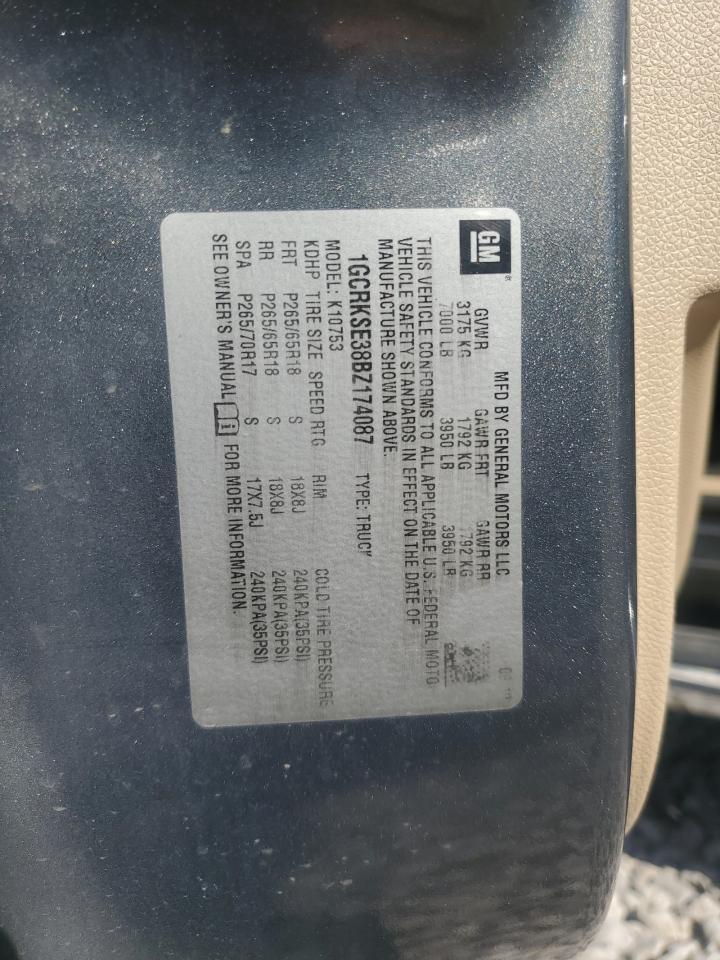 GM
MFD BY GENERAL MOTORS LLC
GVWR GAWR FRT GAWR RR
3175 KG 1792 KG 1792 KG
7000 LB 3950 LB 3950 LB
THIS VEHICLE CONFORMS TO ALL APPLICABLE U.S. FEDERAL MOTO
VEHICLE SAFETY STANDARDS IN EFFECT ON THE DATE OF
MANUFACTURE SHOWN ABOVE.
1GCRKSE38BZ174087 TYPE: TRUCK
MODEL: K10753
KDHP TIRE SIZE SPEED RTG RIM COLD TIRE PRESSURE
FRT P265/65R18 S 18X8J 240KPA(35PSI)
RR P265/65R18 S 18X8J 240KPA(35PSI)
SPA P265/70R17 S 17X7.5J 240KPA(35PSI)
SEE OWNER'S MANUAL FOR MORE INFORMATION.